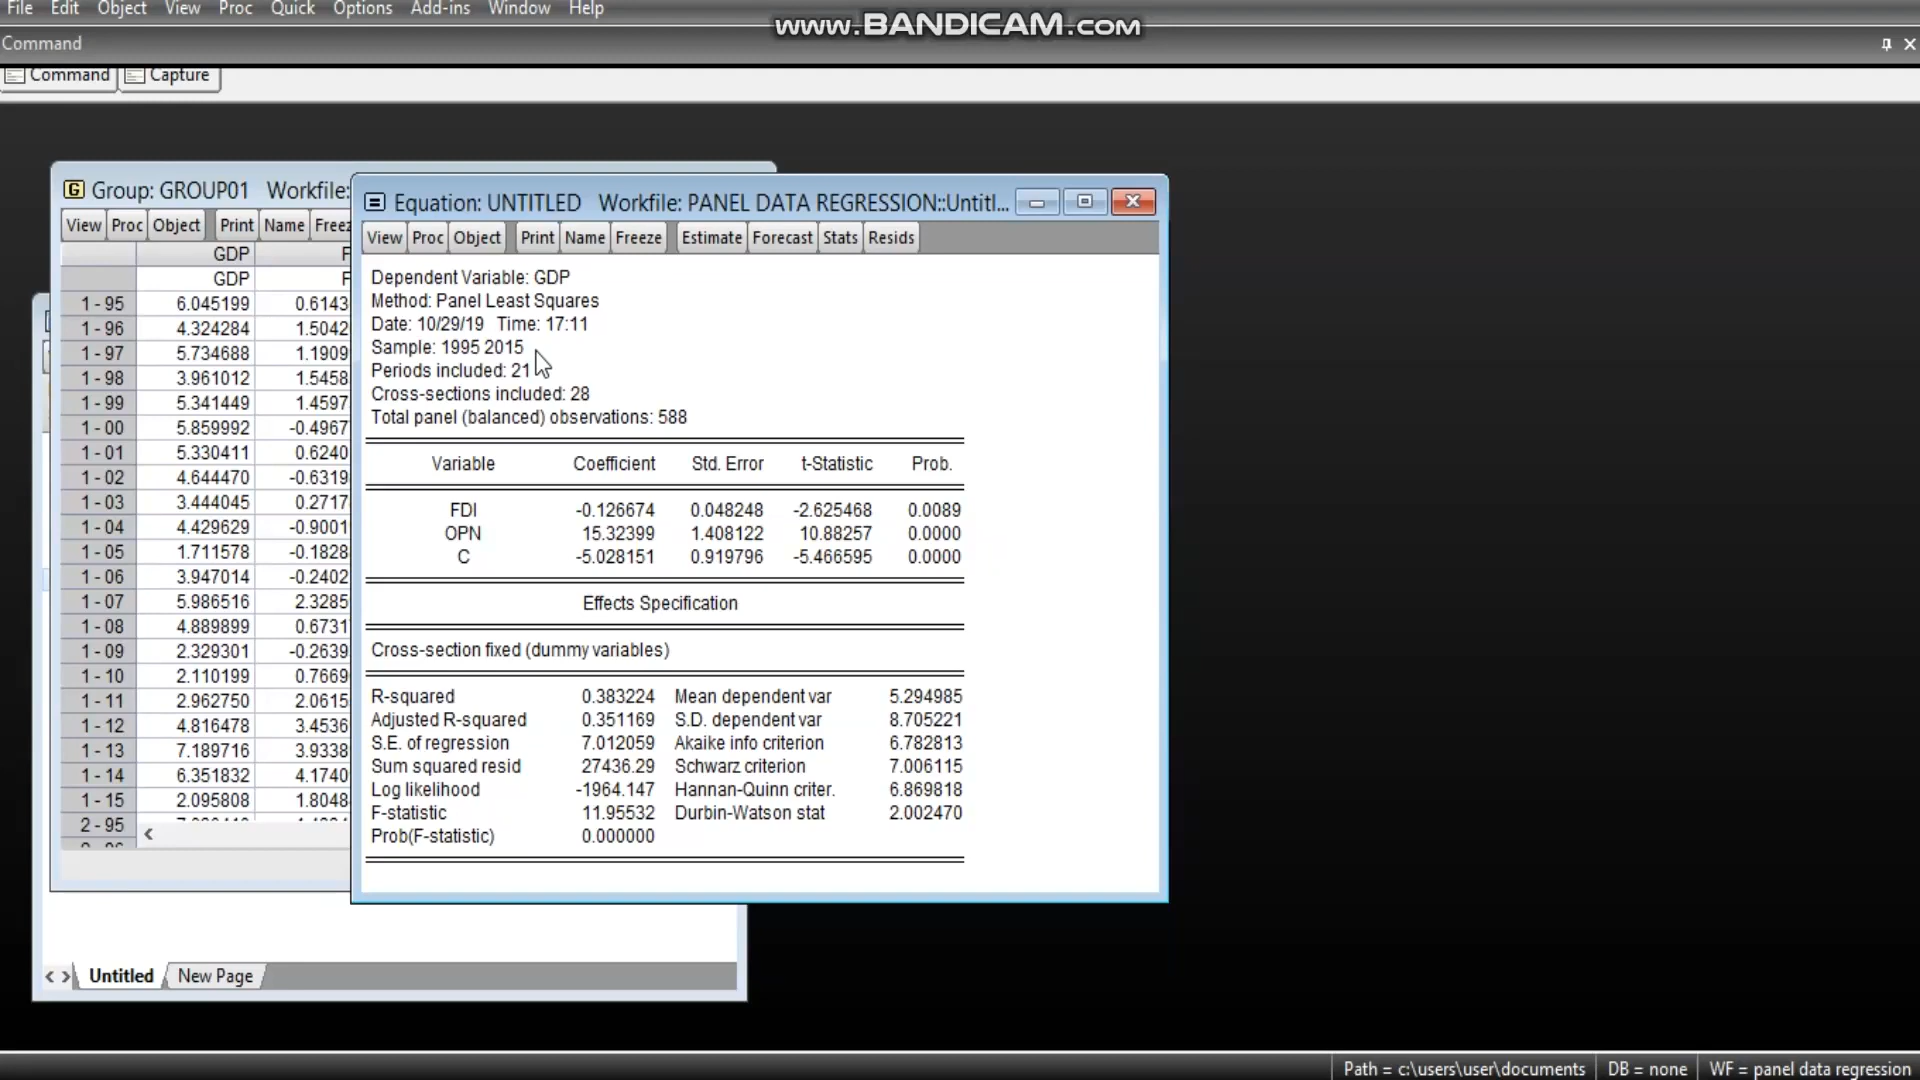 File Edit Object View Proc Quick Options Add-ins Window Help
www.BANDICAM.com
Command
Command Capture
Group: GROUP01 Workfile:
View Proc Object Print Name Freez
GDP F
GDP F
1 - 95 6.045199 0.6143
1 - 96 4.324284 1.5042
1 - 97 5.734688 1.1909
1 - 98 3.961012 1.5458
1 - 99 5.341449 1.4597
1 - 00 5.859992 -0.4967
1 - 01 5.330411 0.6240
1 - 02 4.644470 -0.6319
1 - 03 3.444045 0.2717
1 - 04 4.429629 -0.9001
1 - 05 1.711578 -0.1828
1 - 06 3.947014 -0.2402
1 - 07 5.986516 2.3285
1 - 08 4.889899 0.6731
1 - 09 2.329301 -0.2639
1 - 10 2.110199 0.7669
1 - 11 2.962750 2.0615
1 - 12 4.816478 3.4536
1 - 13 7.189716 3.9338
1 - 14 6.351832 4.1740
1 - 15 2.095808 1.8048
2 - 95
Equation: UNTITLED Workfile: PANEL DATA REGRESSION::Untitl...
View Proc Object Print Name Freeze Estimate Forecast Stats Resids
Dependent Variable: GDP
Method: Panel Least Squares
Date: 10/29/19 Time: 17:11
Sample: 1995 2015
Periods included: 21
Cross-sections included: 28
Total panel (balanced) observations: 588
Variable Coefficient Std. Error t-Statistic Prob.
FDI -0.126674 0.048248 -2.625468 0.0089
OPN 15.32399 1.408122 10.88257 0.0000
C -5.028151 0.919796 -5.466595 0.0000
Effects Specification
Cross-section fixed (dummy variables)
R-squared 0.383224 Mean dependent var 5.294985
Adjusted R-squared 0.351169 S.D. dependent var 8.705221
S.E. of regression 7.012059 Akaike info criterion 6.782813
Sum squared resid 27436.29 Schwarz criterion 7.006115
Log likelihood -1964.147 Hannan-Quinn criter. 6.869818
F-statistic 11.95532 Durbin-Watson stat 2.002470
Prob(F-statistic) 0.000000
Untitled New Page
Path = c:\users\user\documents DB = none WF = panel data regression